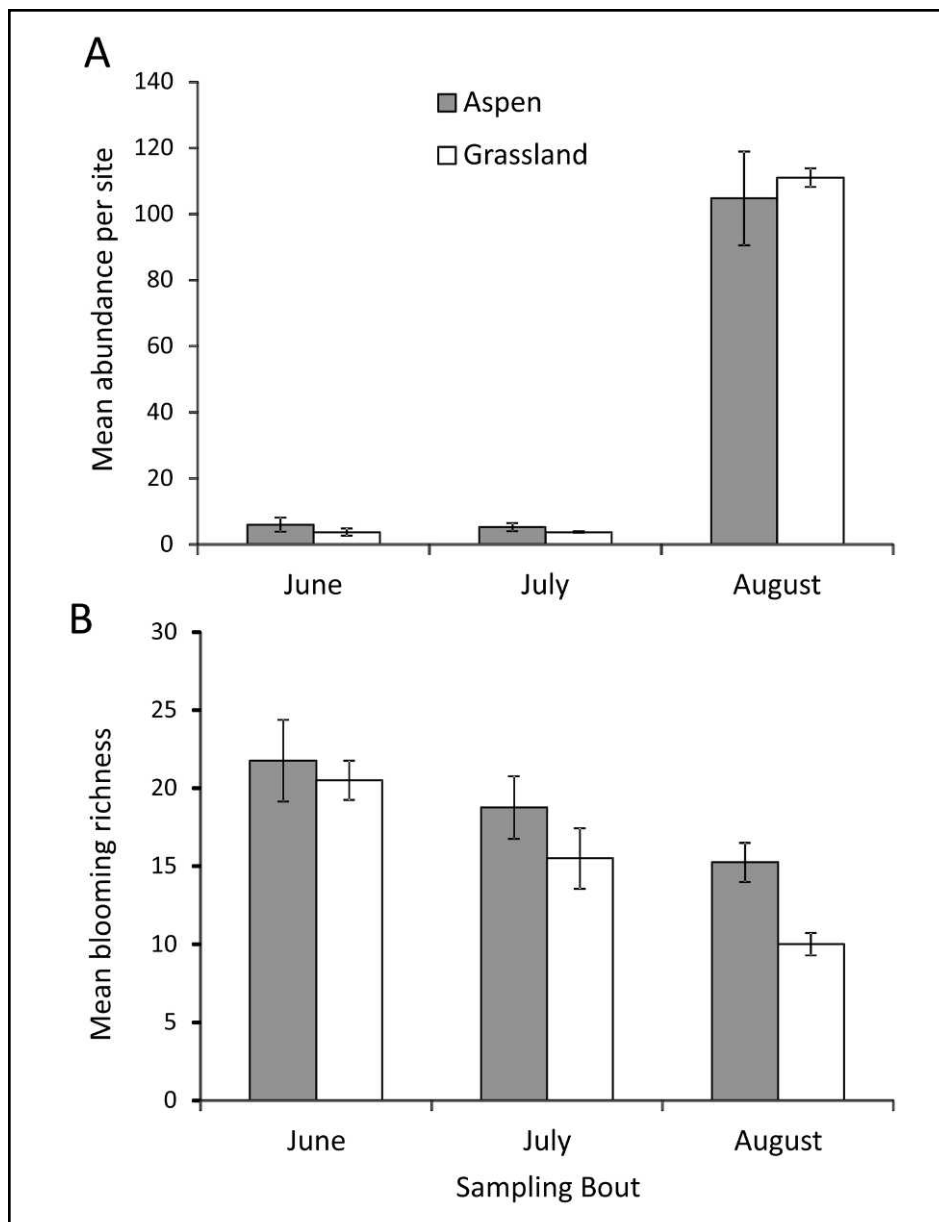 A
Mean abundance per site
140
120
100
80
60
40
20
0
Aspen
Grassland
June July August
B
Mean blooming richness
30
25
20
15
10
5
0
June July August
Sampling Bout